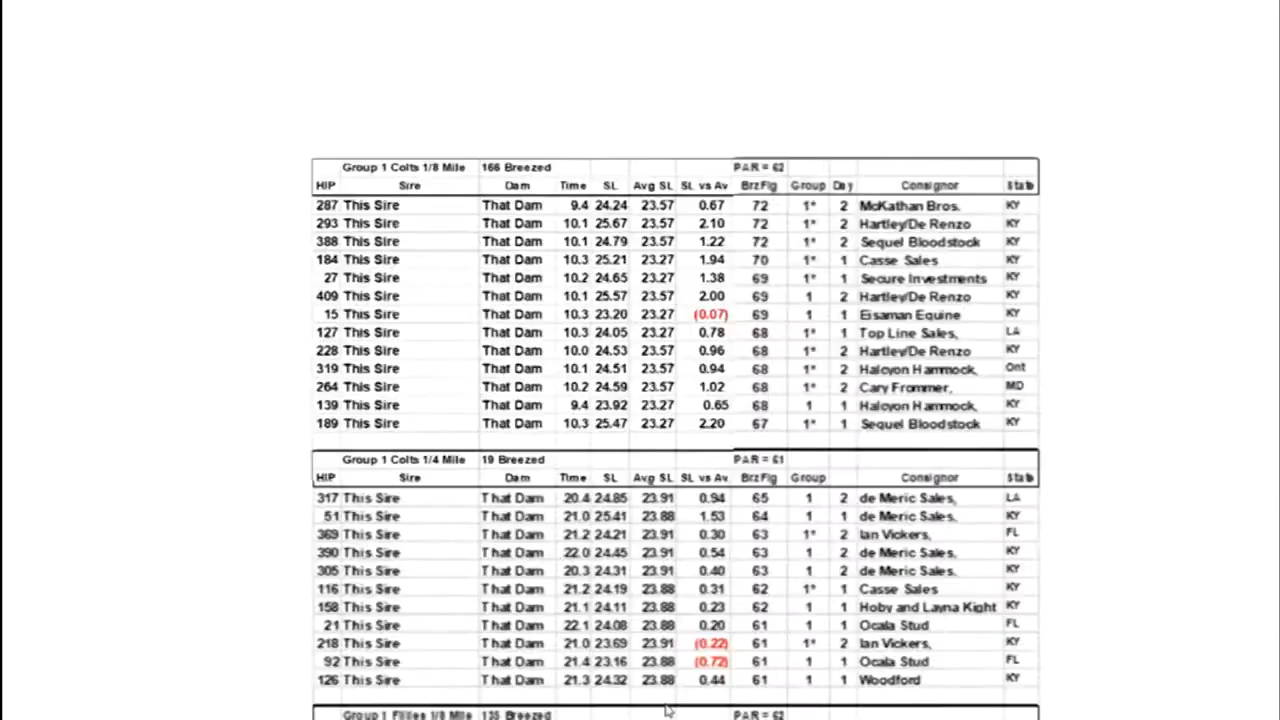 Group 1 Colts 1/8 Mile 166 Breezed PAR = 62
HIP Sire Dam Time SL Avg SL SL vs Av BrzFig Group Day Consignor State
287 This Sire That Dam 9.4 24.24 23.57 0.67 72 1* 2 McKathan Bros. KY
293 This Sire That Dam 10.1 25.67 23.57 2.10 72 1* 2 Hartley/De Renzo KY
388 This Sire That Dam 10.1 24.79 23.57 1.22 72 1* 2 Sequel Bloodstock KY
184 This Sire That Dam 10.3 25.21 23.27 1.94 70 1* 1 Casse Sales KY
27 This Sire That Dam 10.2 24.65 23.27 1.38 69 1* 1 Secure Investments KY
409 This Sire That Dam 10.1 25.57 23.57 2.00 69 1 2 Hartley/De Renzo KY
15 This Sire That Dam 10.3 23.20 23.27 (0.07) 69 1 1 Eisaman Equine KY
127 This Sire That Dam 10.3 24.05 23.27 0.78 68 1* 1 Top Line Sales, LA
228 This Sire That Dam 10.0 24.53 23.57 0.96 68 1* 2 Hartley/De Renzo KY
319 This Sire That Dam 10.1 24.51 23.57 0.94 68 1* 2 Halcyon Hammock, Ont
264 This Sire That Dam 10.2 24.59 23.57 1.02 68 1* 2 Cary Frommer, MD
139 This Sire That Dam 9.4 23.92 23.27 0.65 68 1 1 Halcyon Hammock, KY
189 This Sire That Dam 10.3 25.47 23.27 2.20 67 1* 1 Sequel Bloodstock KY
Group 1 Colts 1/4 Mile 19 Breezed PAR = 61
HIP Sire Dam Time SL Avg SL SL vs Av BrzFig Group Consignor State
317 This Sire That Dam 20.4 24.85 23.91 0.94 65 1 2 de Meric Sales, LA
51 This Sire That Dam 21.0 25.41 23.88 1.53 64 1 1 de Meric Sales, KY
369 This Sire That Dam 21.2 24.21 23.91 0.30 63 1* 2 Ian Vickers, FL
390 This Sire That Dam 22.0 24.45 23.91 0.54 63 1 2 de Meric Sales, KY
305 This Sire That Dam 20.3 24.31 23.91 0.40 63 1 2 de Meric Sales, KY
116 This Sire That Dam 21.2 24.19 23.88 0.31 62 1* 1 Casse Sales KY
158 This Sire That Dam 21.1 24.11 23.88 0.23 62 1 1 Hoby and Layna Kight KY
21 This Sire That Dam 22.1 24.08 23.88 0.20 61 1 1 Ocala Stud FL
218 This Sire That Dam 21.0 23.69 23.91 (0.22) 61 1* 2 Ian Vickers, KY
92 This Sire That Dam 21.4 23.16 23.88 (0.72) 61 1 1 Ocala Stud FL
126 This Sire That Dam 21.3 24.32 23.88 0.44 61 1 1 Woodford KY
Group 1 Fillies 1/8 Mile 135 Breezed PAR = 62